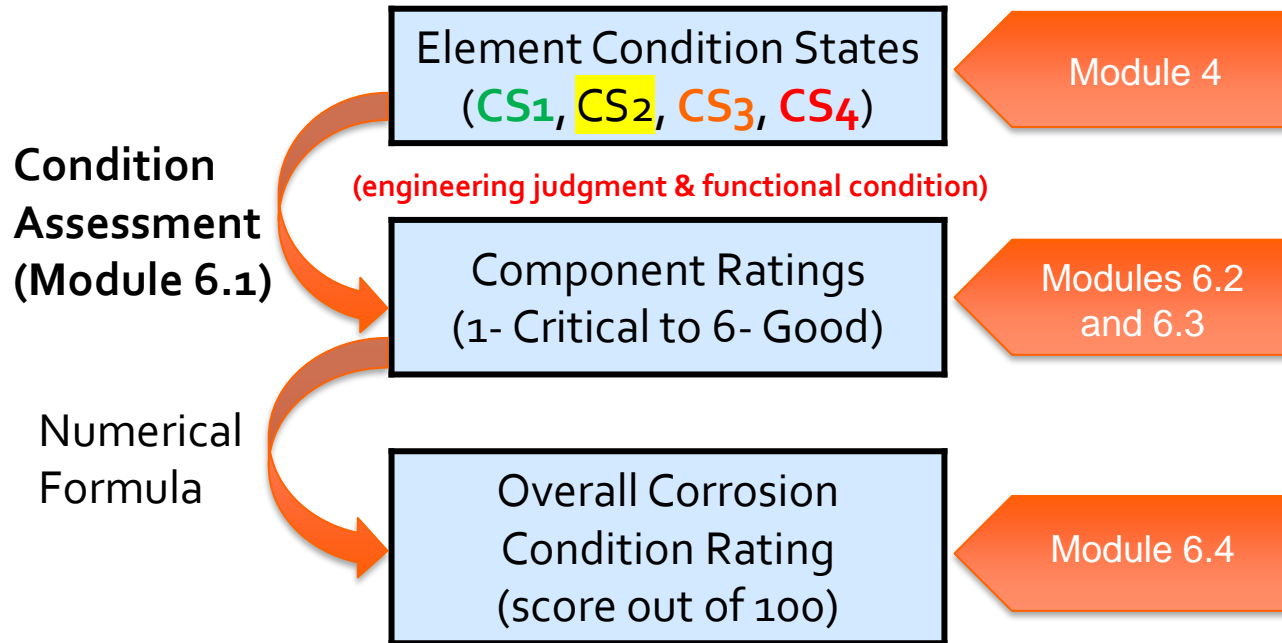 Element Condition States
(CS1, CS2, CS3, CS4)
Module 4
Condition
Assessment
(Module 6.1)
(engineering judgment & functional condition)
Component Ratings
(1- Critical to 6- Good)
Modules 6.2
and 6.3
Numerical
Formula
Overall Corrosion
Condition Rating
(score out of 100)
Module 6.4